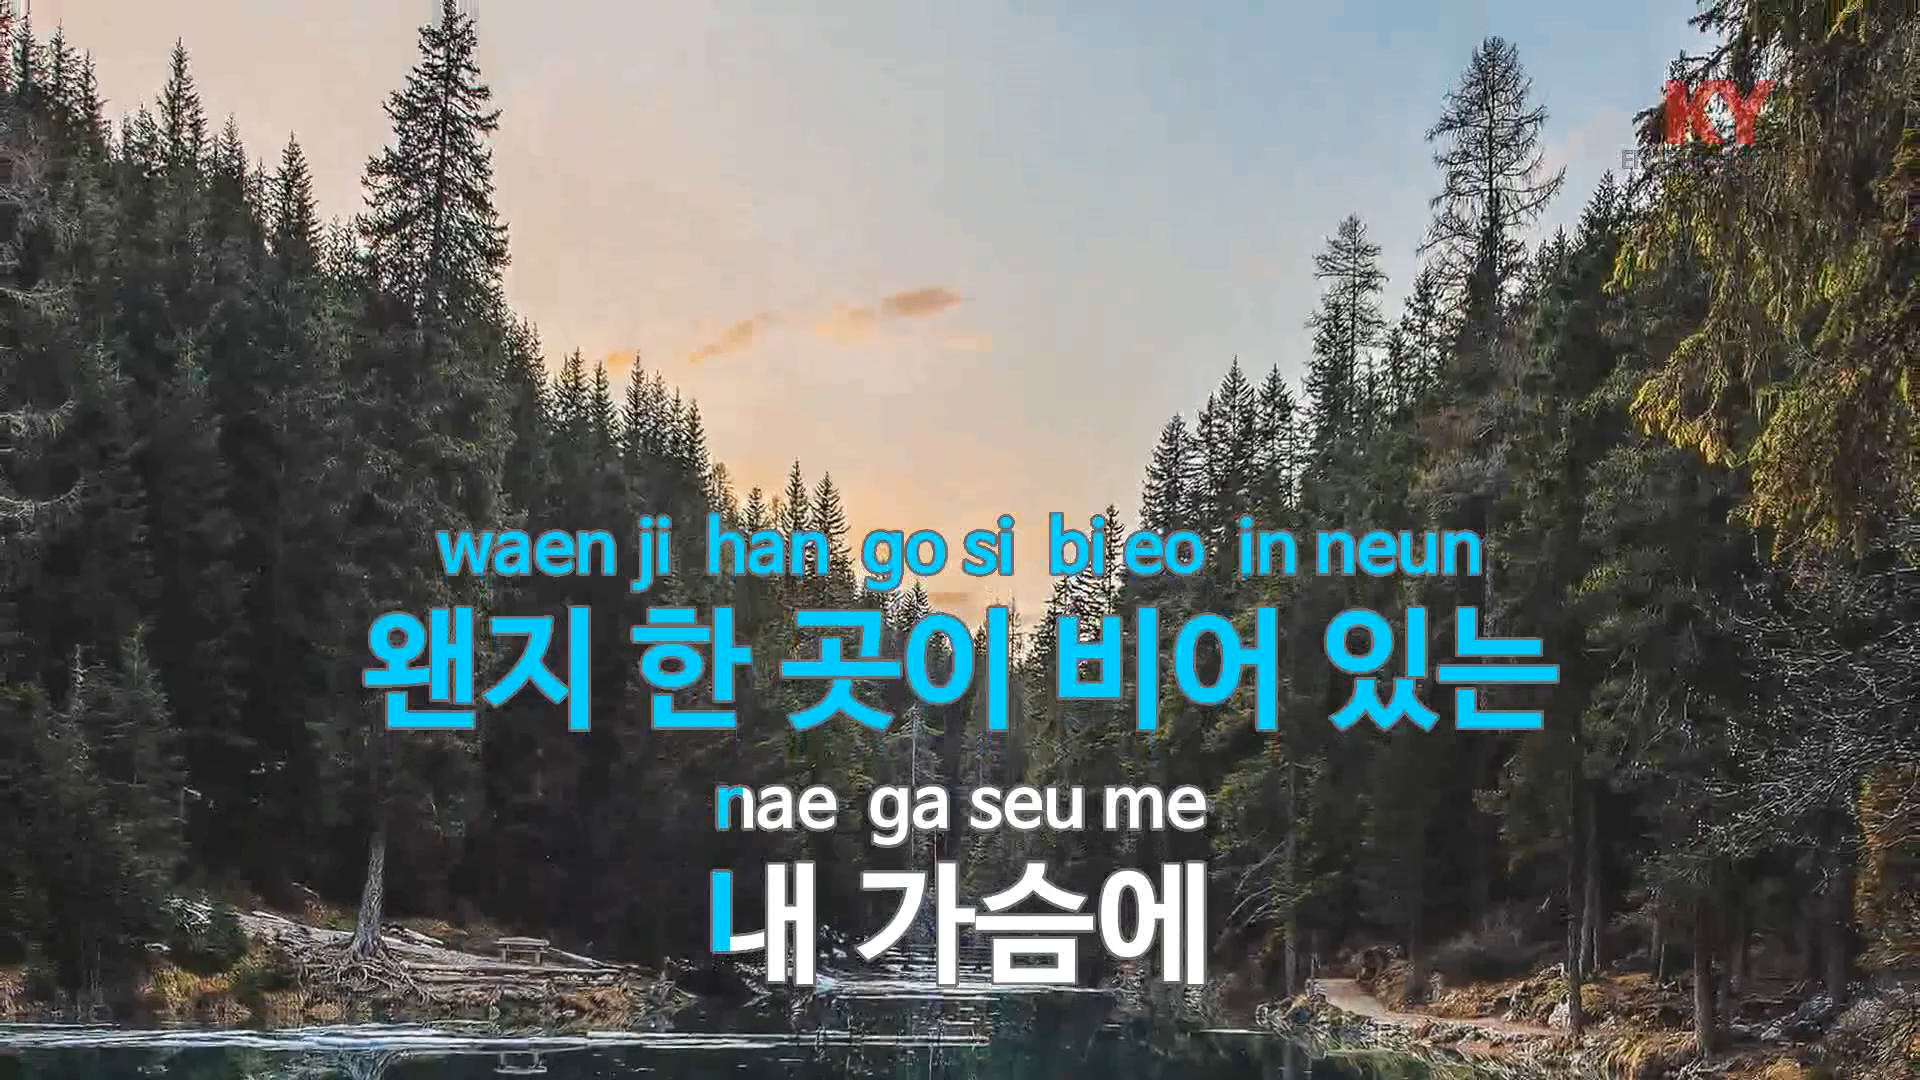 KY
waen ji han go si bi eo in neun
왠지 한 곳이 비어 있는
nae ga seu me
내 가슴에